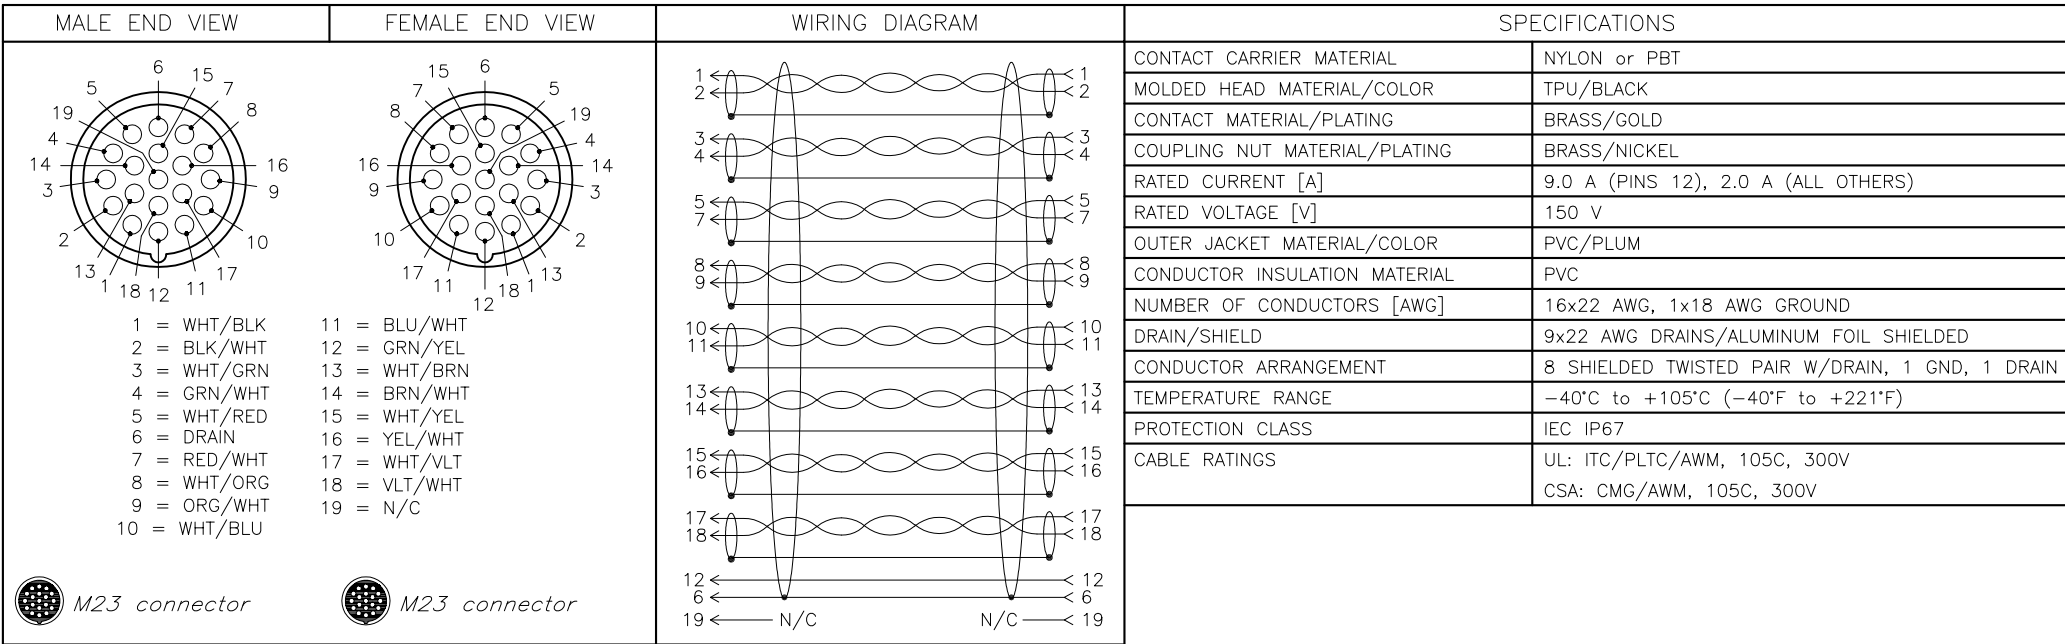 MALE END VIEW
FEMALE END VIEW
WIRING DIAGRAM
SPECIFICATIONS
6
15
5
7
19
8
4
14
16
3
9
2
10
13
17
1
18
12
11
6
15
5
7
19
8
4
16
14
9
3
10
2
17
13
11
12
18
1
1 = WHT/BLK
2 = BLK/WHT
3 = WHT/GRN
4 = GRN/WHT
5 = WHT/RED
6 = DRAIN
7 = RED/WHT
8 = WHT/ORG
9 = ORG/WHT
10 = WHT/BLU
11 = BLU/WHT
12 = GRN/YEL
13 = WHT/BRN
14 = BRN/WHT
15 = WHT/YEL
16 = YEL/WHT
17 = WHT/VLT
18 = VLT/WHT
19 = N/C
M23 connector
M23 connector
1 1
2 2
3 3
4 4
5 5
7 7
8 8
9 9
10 10
11 11
13 13
14 14
15 15
16 16
17 17
18 18
12 12
6 6
19 N/C N/C 19
CONTACT CARRIER MATERIAL NYLON or PBT
MOLDED HEAD MATERIAL/COLOR TPU/BLACK
CONTACT MATERIAL/PLATING BRASS/GOLD
COUPLING NUT MATERIAL/PLATING BRASS/NICKEL
RATED CURRENT [A] 9.0 A (PINS 12), 2.0 A (ALL OTHERS)
RATED VOLTAGE [V] 150 V
OUTER JACKET MATERIAL/COLOR PVC/PLUM
CONDUCTOR INSULATION MATERIAL PVC
NUMBER OF CONDUCTORS [AWG] 16x22 AWG, 1x18 AWG GROUND
DRAIN/SHIELD 9x22 AWG DRAINS/ALUMINUM FOIL SHIELDED
CONDUCTOR ARRANGEMENT 8 SHIELDED TWISTED PAIR W/DRAIN, 1 GND, 1 DRAIN
TEMPERATURE RANGE −40°C to +105°C (−40°F to +221°F)
PROTECTION CLASS IEC IP67
CABLE RATINGS UL: ITC/PLTC/AWM, 105C, 300V
CSA: CMG/AWM, 105C, 300V